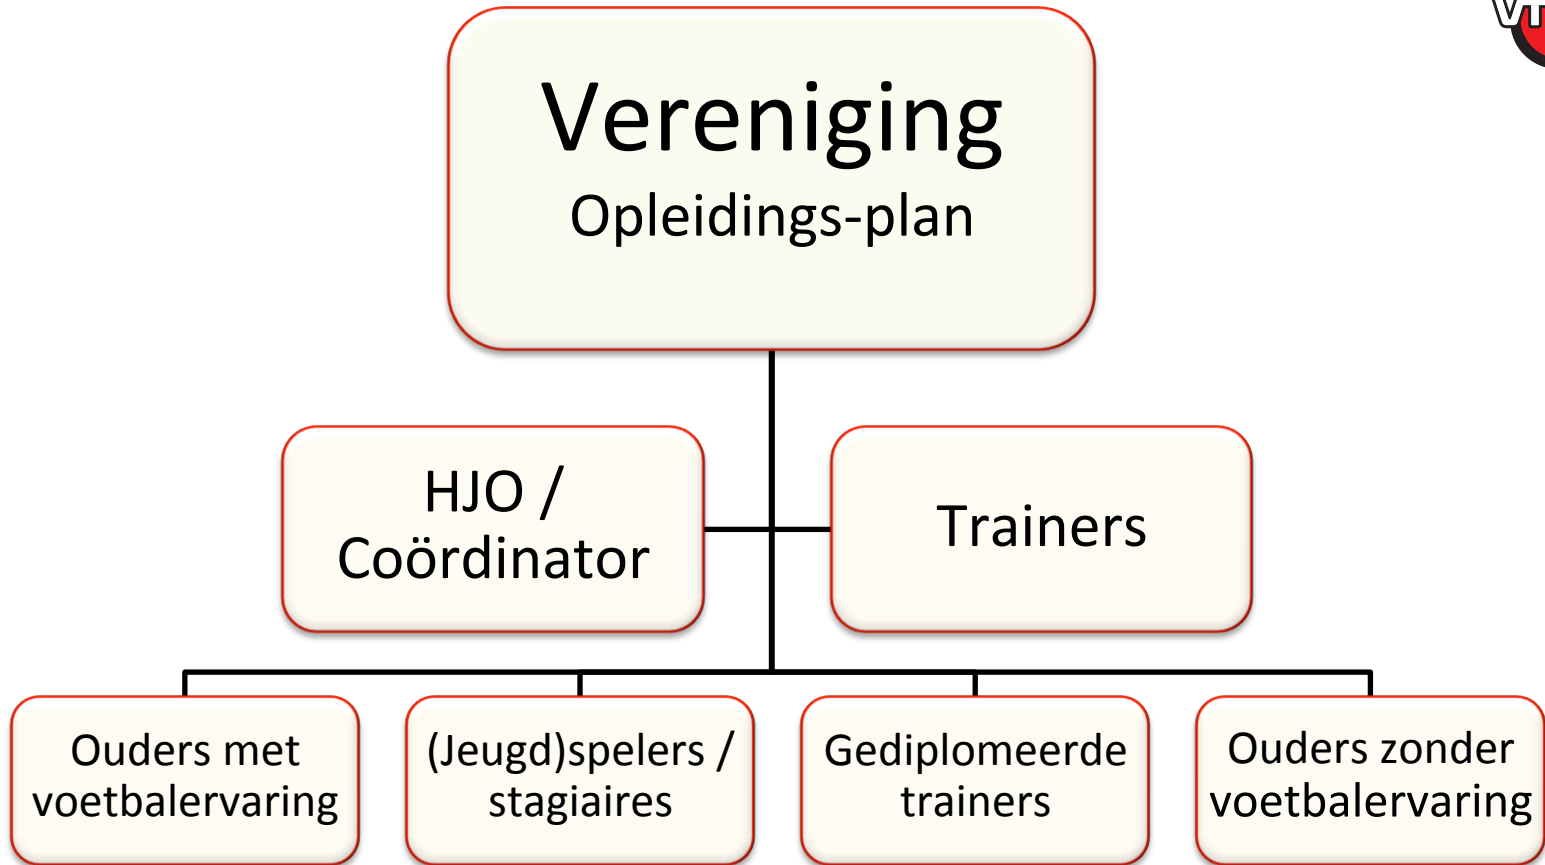 Vereniging
Opleidings-plan
HJO /
Coördinator
Trainers
Ouders met
voetbalervaring
(Jeugd)spelers /
stagiaires
Gediplomeerde
trainers
Ouders zonder
voetbalervaring